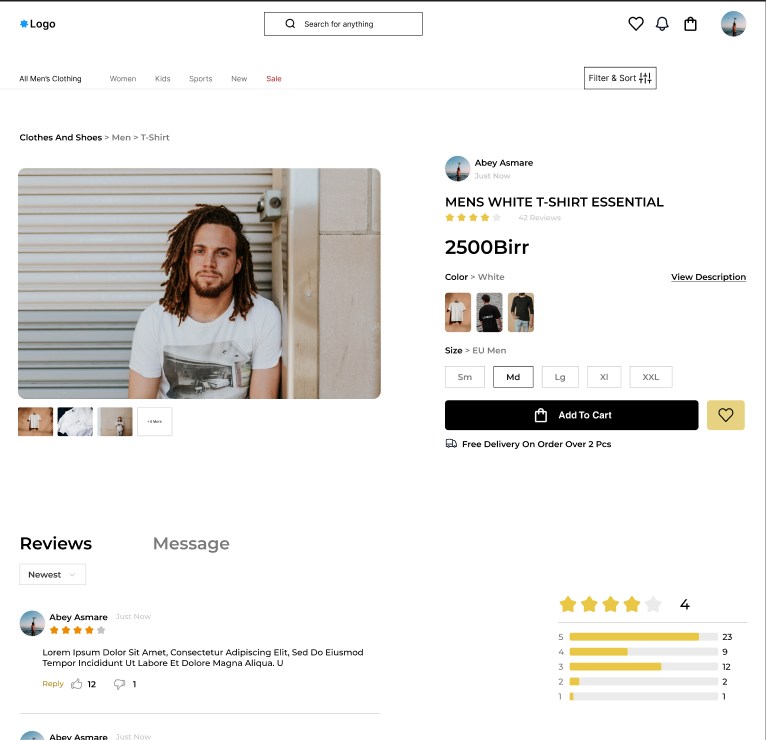 Logo
Search for anything
All Men's Clothing
Women
Kids
Sports
New
Sale
Filter & Sort
Clothes And Shoes > Men > T-Shirt
Abey Asmare
Just Now
MENS WHITE T-SHIRT ESSENTIAL
42 Reviews
2500Birr
Color > White
View Description
Size > EU Men
Sm
Md
Lg
Xl
XXL
+4 More
Add To Cart
Free Delivery On Order Over 2 Pcs
Reviews
Message
Newest
4
5 23
4 9
3 12
2 2
1 1
Abey Asmare Just Now
Lorem Ipsum Dolor Sit Amet, Consectetur Adipiscing Elit, Sed Do Eiusmod
Tempor Incididunt Ut Labore Et Dolore Magna Aliqua. U
Reply 12 1
Abey Asmare Just Now